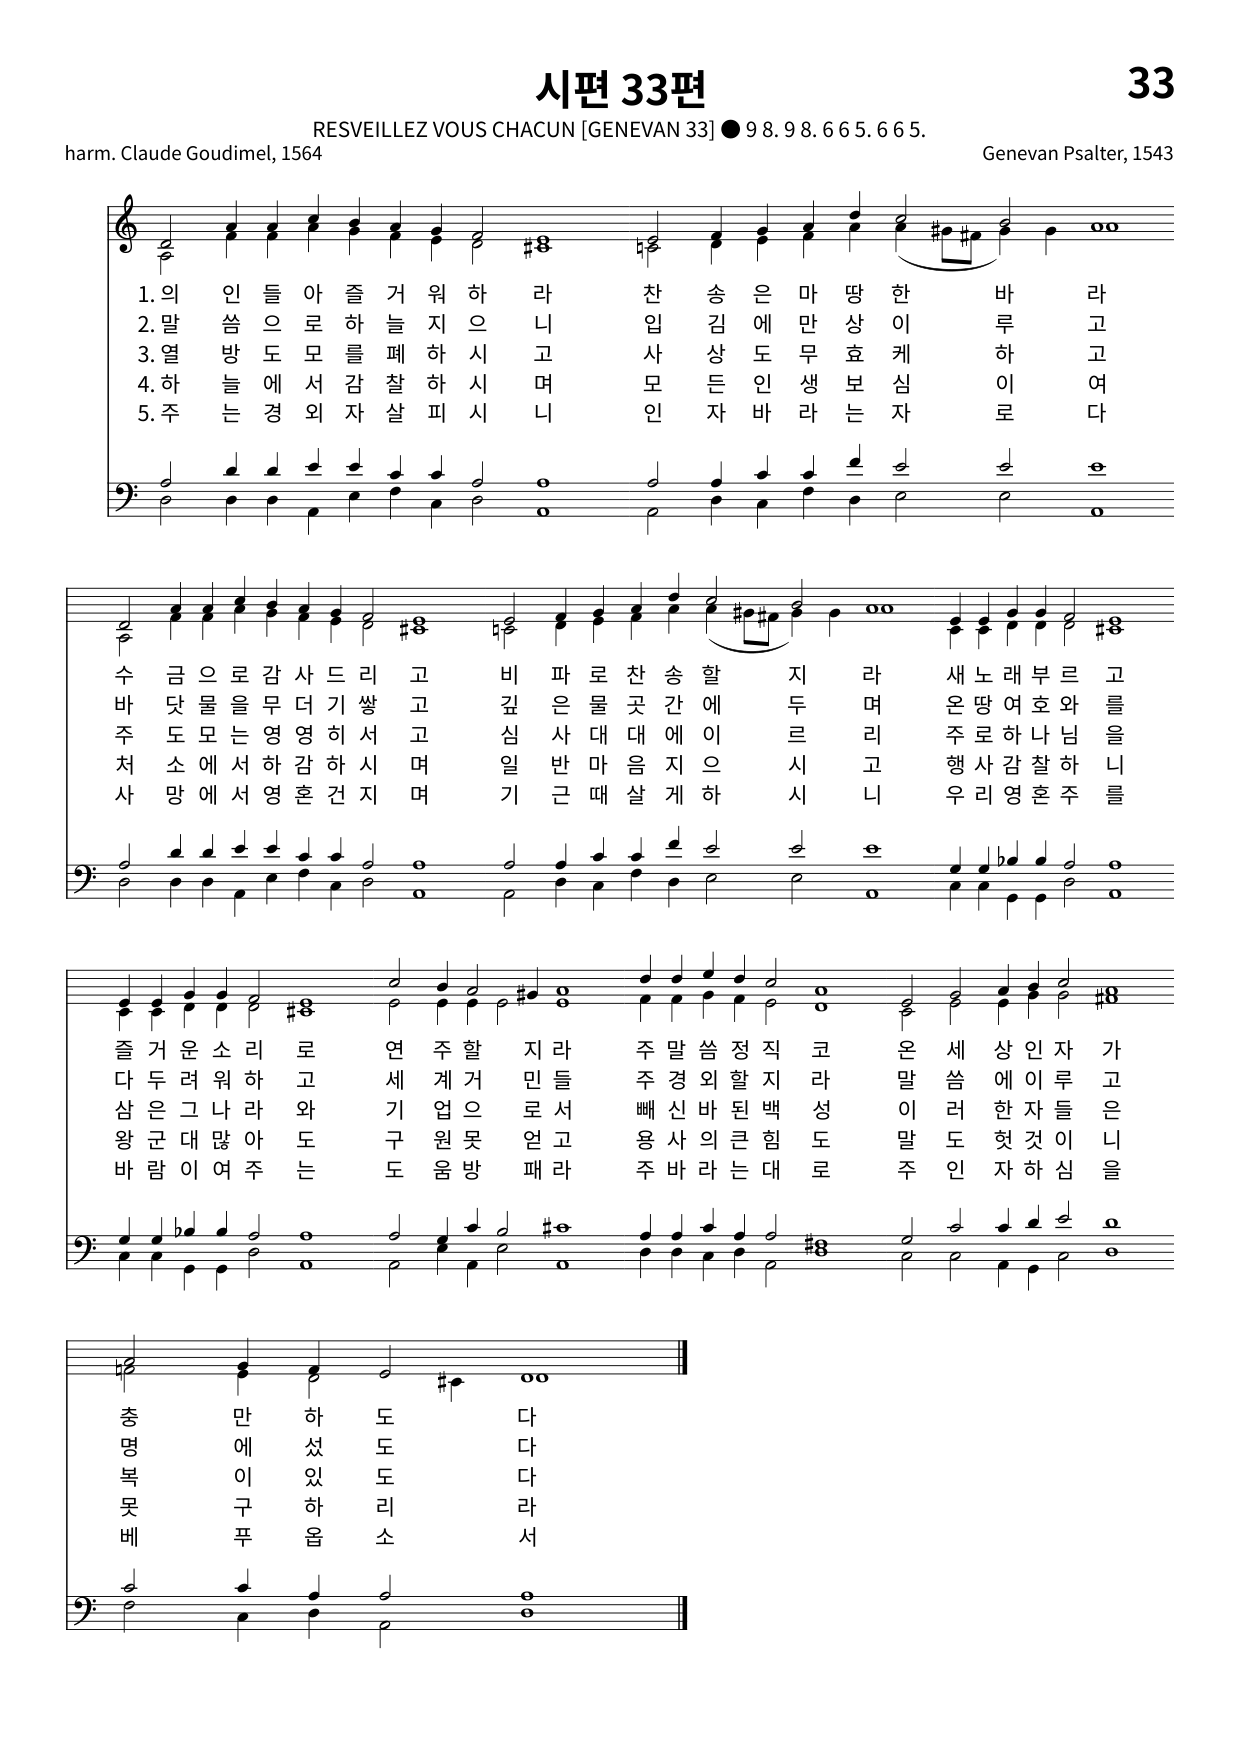 시편 33편
33
RESVEILLEZ VOUS CHACUN [GENEVAN 33] ● 9 8. 9 8. 6 6 5. 6 6 5.
harm. Claude Goudimel, 1564
Genevan Psalter, 1543
1. 의 인 들 아 즐 거 워 하 라 찬 송 은 마 땅 한 바 라
2. 말 씀 으 로 하 늘 지 으 니 입 김 에 만 상 이 루 고
3. 열 방 도 모 를 폐 하 시 고 사 상 도 무 효 케 하 고
4. 하 늘 에 서 감 찰 하 시 며 모 든 인 생 보 심 이 여
5. 주 는 경 외 자 살 피 시 니 인 자 바 라 는 자 로 다
수 금 으 로 감 사 드 리 고 비 파 로 찬 송 할 지 라 새 노 래 부 르 고
바 닷 물 을 무 더 기 쌓 고 깊 은 물 곳 간 에 두 며 온 땅 여 호 와 를
주 도 모 는 영 영 히 서 고 심 사 대 대 에 이 르 리 주 로 하 나 님 을
처 소 에 서 하 감 하 시 며 일 반 마 음 지 으 시 고 행 사 감 찰 하 니
사 망 에 서 영 혼 건 지 며 기 근 때 살 게 하 시 니 우 리 영 혼 주 를
즐 거 운 소 리 로 연 주 할 지 라 주 말 씀 정 직 코 온 세 상 인 자 가
다 두 려 워 하 고 세 계 거 민 들 주 경 외 할 지 라 말 씀 에 이 루 고
삼 은 그 나 라 와 기 업 으 로 서 빼 신 바 된 백 성 이 러 한 자 들 은
왕 군 대 많 아 도 구 원 못 얻 고 용 사 의 큰 힘 도 말 도 헛 것 이 니
바 람 이 여 주 는 도 움 방 패 라 주 바 라 는 대 로 주 인 자 하 심 을
충 만 하 도 다
명 에 섰 도 다
복 이 있 도 다
못 구 하 리 라
베 푸 옵 소 서